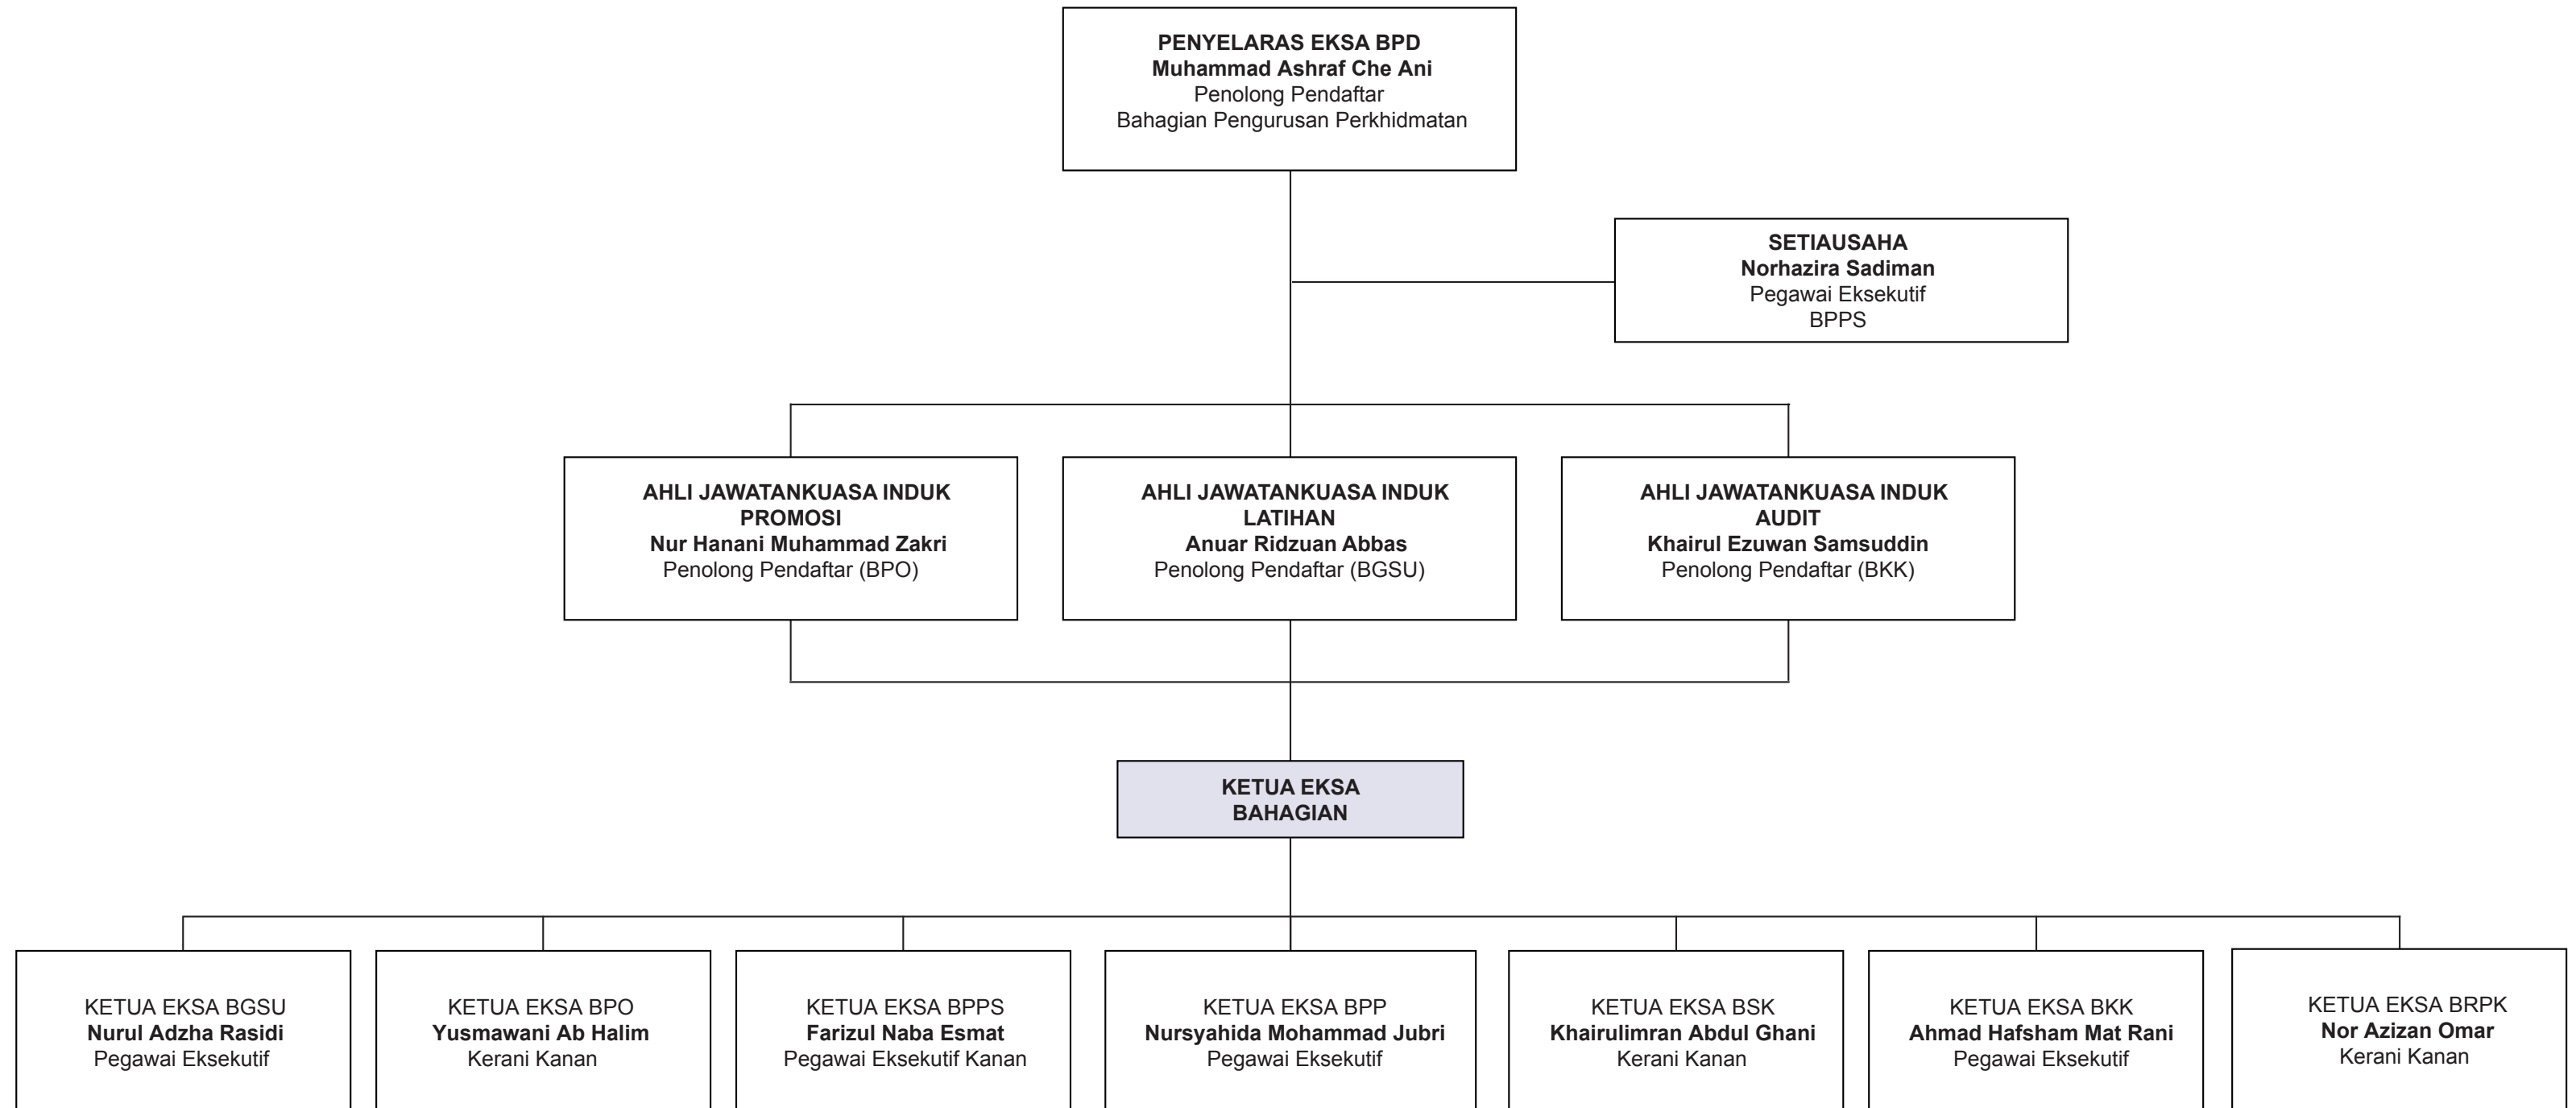 PENYELARAS EKSA BPD
Muhammad Ashraf Che Ani
Penolong Pendaftar
Bahagian Pengurusan Perkhidmatan
SETIAUSAHA
Norhazira Sadiman
Pegawai Eksekutif
BPPS
AHLI JAWATANKUASA INDUK
PROMOSI
Nur Hanani Muhammad Zakri
Penolong Pendaftar (BPO)
AHLI JAWATANKUASA INDUK
LATIHAN
Anuar Ridzuan Abbas
Penolong Pendaftar (BGSU)
AHLI JAWATANKUASA INDUK
AUDIT
Khairul Ezuwan Samsuddin
Penolong Pendaftar (BKK)
KETUA EKSA
BAHAGIAN
KETUA EKSA BGSU
Nurul Adzha Rasidi
Pegawai Eksekutif
KETUA EKSA BPO
Yusmawani Ab Halim
Kerani Kanan
KETUA EKSA BPPS
Farizul Naba Esmat
Pegawai Eksekutif Kanan
KETUA EKSA BPP
Nursyahida Mohammad Jubri
Pegawai Eksekutif
KETUA EKSA BSK
Khairulimran Abdul Ghani
Kerani Kanan
KETUA EKSA BKK
Ahmad Hafsham Mat Rani
Pegawai Eksekutif
KETUA EKSA BRPK
Nor Azizan Omar
Kerani Kanan